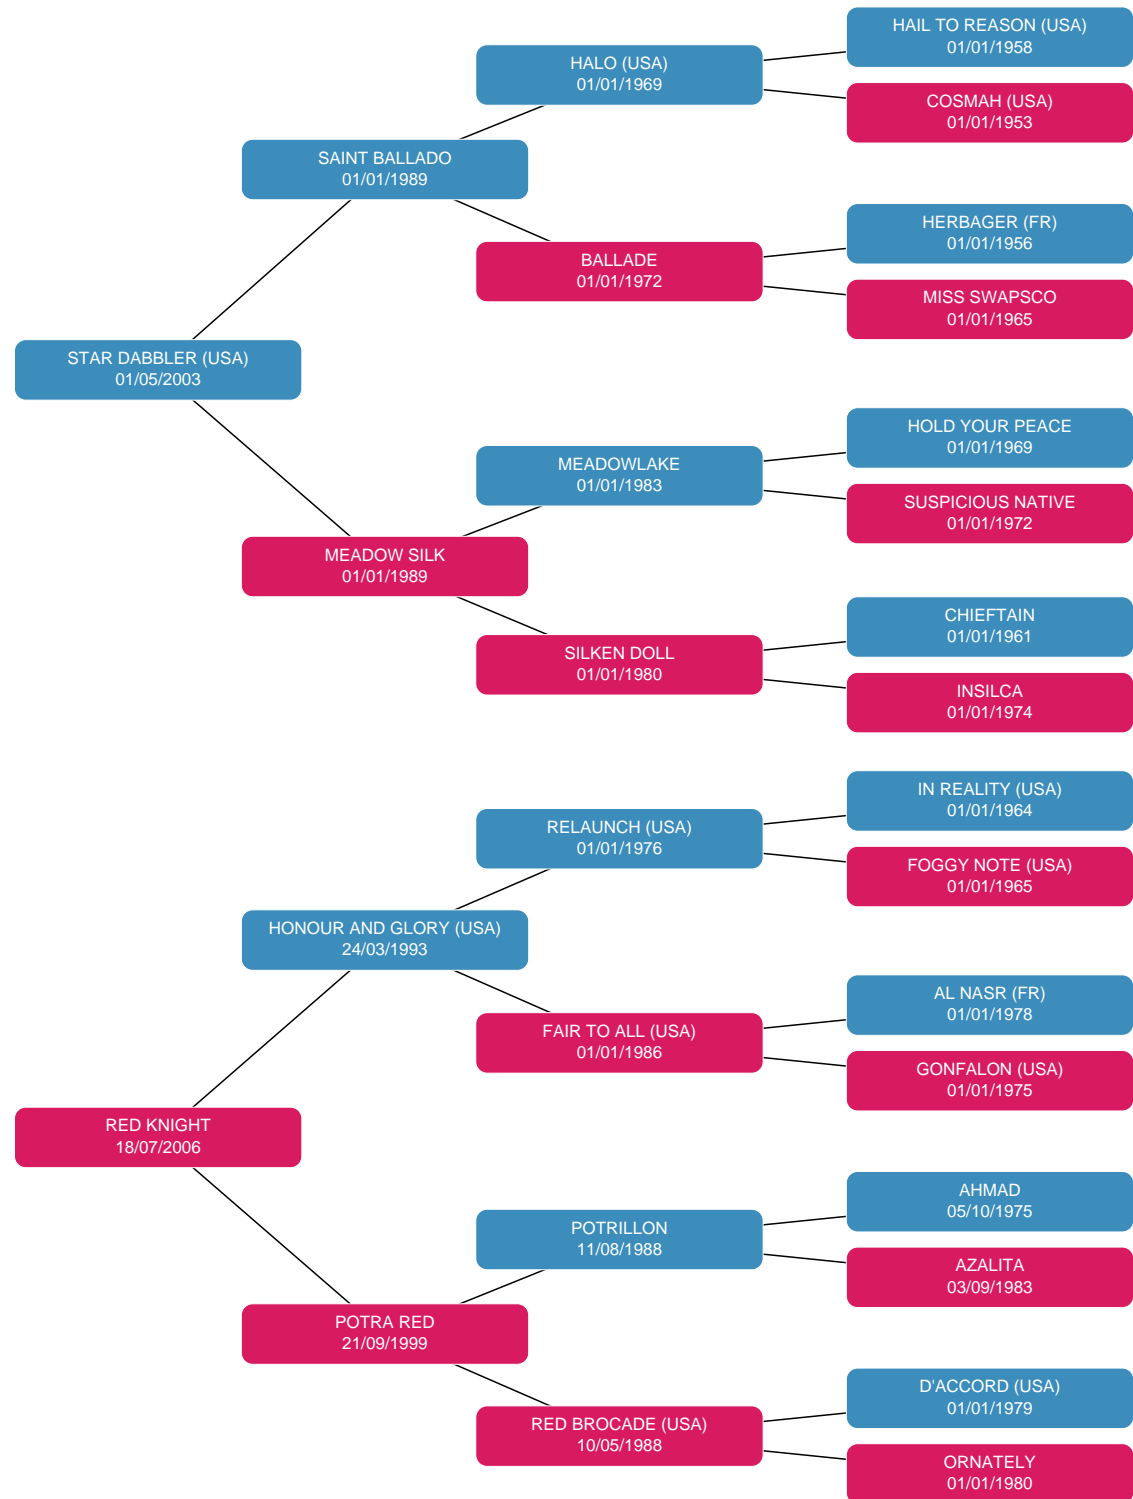 HAIL TO REASON (USA)
01/01/1958
HALO (USA)
01/01/1969
COSMAH (USA)
01/01/1953
SAINT BALLADO
01/01/1989
HERBAGER (FR)
01/01/1956
BALLADE
01/01/1972
MISS SWAPSCO
01/01/1965
STAR DABBLER (USA)
01/05/2003
HOLD YOUR PEACE
01/01/1969
MEADOWLAKE
01/01/1983
SUSPICIOUS NATIVE
01/01/1972
MEADOW SILK
01/01/1989
CHIEFTAIN
01/01/1961
SILKEN DOLL
01/01/1980
INSILCA
01/01/1974
IN REALITY (USA)
01/01/1964
RELAUNCH (USA)
01/01/1976
FOGGY NOTE (USA)
01/01/1965
HONOUR AND GLORY (USA)
24/03/1993
AL NASR (FR)
01/01/1978
FAIR TO ALL (USA)
01/01/1986
GONFALON (USA)
01/01/1975
RED KNIGHT
18/07/2006
AHMAD
05/10/1975
POTRILLON
11/08/1988
AZALITA
03/09/1983
POTRA RED
21/09/1999
D'ACCORD (USA)
01/01/1979
RED BROCADE (USA)
10/05/1988
ORNATELY
01/01/1980